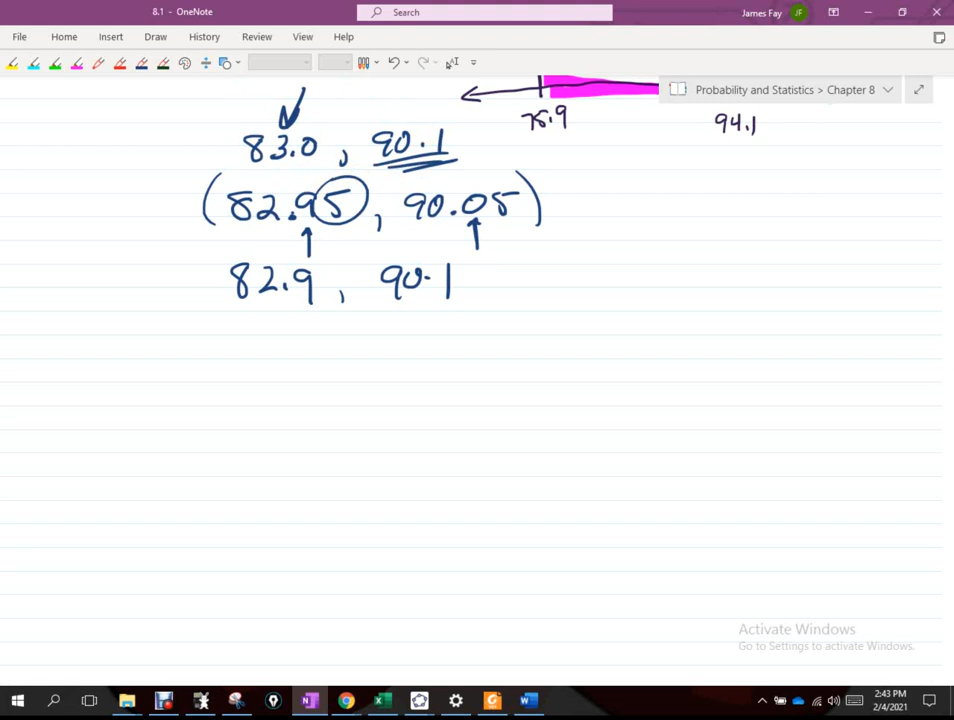 8.1 - OneNote
Search
James Fay
JF
File Home Insert Draw History Review View Help
Probability and Statistics > Chapter 8
94.1
83.0 , 90.1
(82.95 , 90.05)
82.9 , 90.1
Activate Windows
Go to Settings to activate Windows.
2:43 PM
2/4/2021